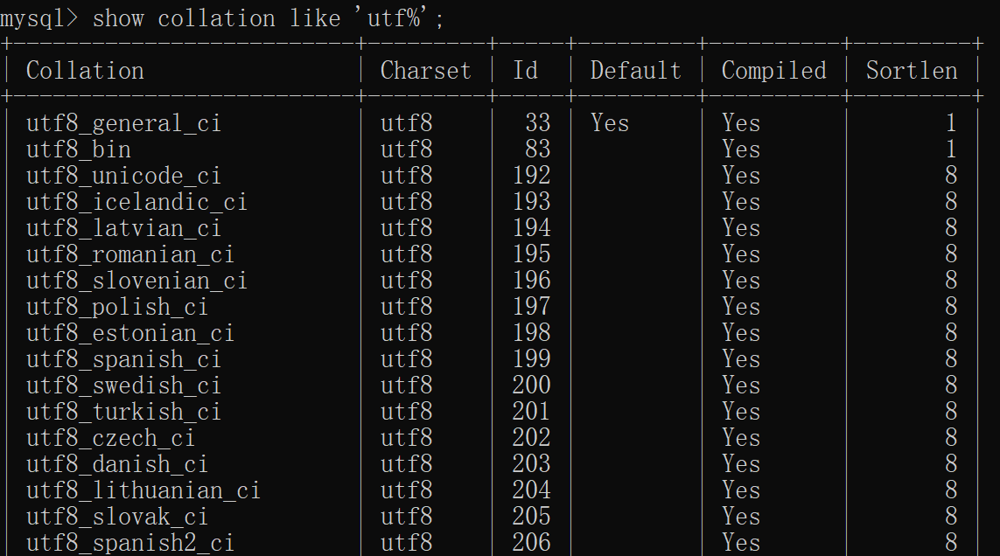 mysql> show collation like 'utf%';
+--------------------------+---------+-----+---------+----------+---------+
| Collation                | Charset | Id  | Default | Compiled | Sortlen |
+--------------------------+---------+-----+---------+----------+---------+
| utf8_general_ci          | utf8    |  33 | Yes     | Yes      |       1 |
| utf8_bin                 | utf8    |  83 |         | Yes      |       1 |
| utf8_unicode_ci          | utf8    | 192 |         | Yes      |       8 |
| utf8_icelandic_ci        | utf8    | 193 |         | Yes      |       8 |
| utf8_latvian_ci          | utf8    | 194 |         | Yes      |       8 |
| utf8_romanian_ci         | utf8    | 195 |         | Yes      |       8 |
| utf8_slovenian_ci        | utf8    | 196 |         | Yes      |       8 |
| utf8_polish_ci           | utf8    | 197 |         | Yes      |       8 |
| utf8_estonian_ci         | utf8    | 198 |         | Yes      |       8 |
| utf8_spanish_ci          | utf8    | 199 |         | Yes      |       8 |
| utf8_swedish_ci          | utf8    | 200 |         | Yes      |       8 |
| utf8_turkish_ci          | utf8    | 201 |         | Yes      |       8 |
| utf8_czech_ci            | utf8    | 202 |         | Yes      |       8 |
| utf8_danish_ci           | utf8    | 203 |         | Yes      |       8 |
| utf8_lithuanian_ci       | utf8    | 204 |         | Yes      |       8 |
| utf8_slovak_ci           | utf8    | 205 |         | Yes      |       8 |
| utf8_spanish2_ci         | utf8    | 206 |         | Yes      |       8 |